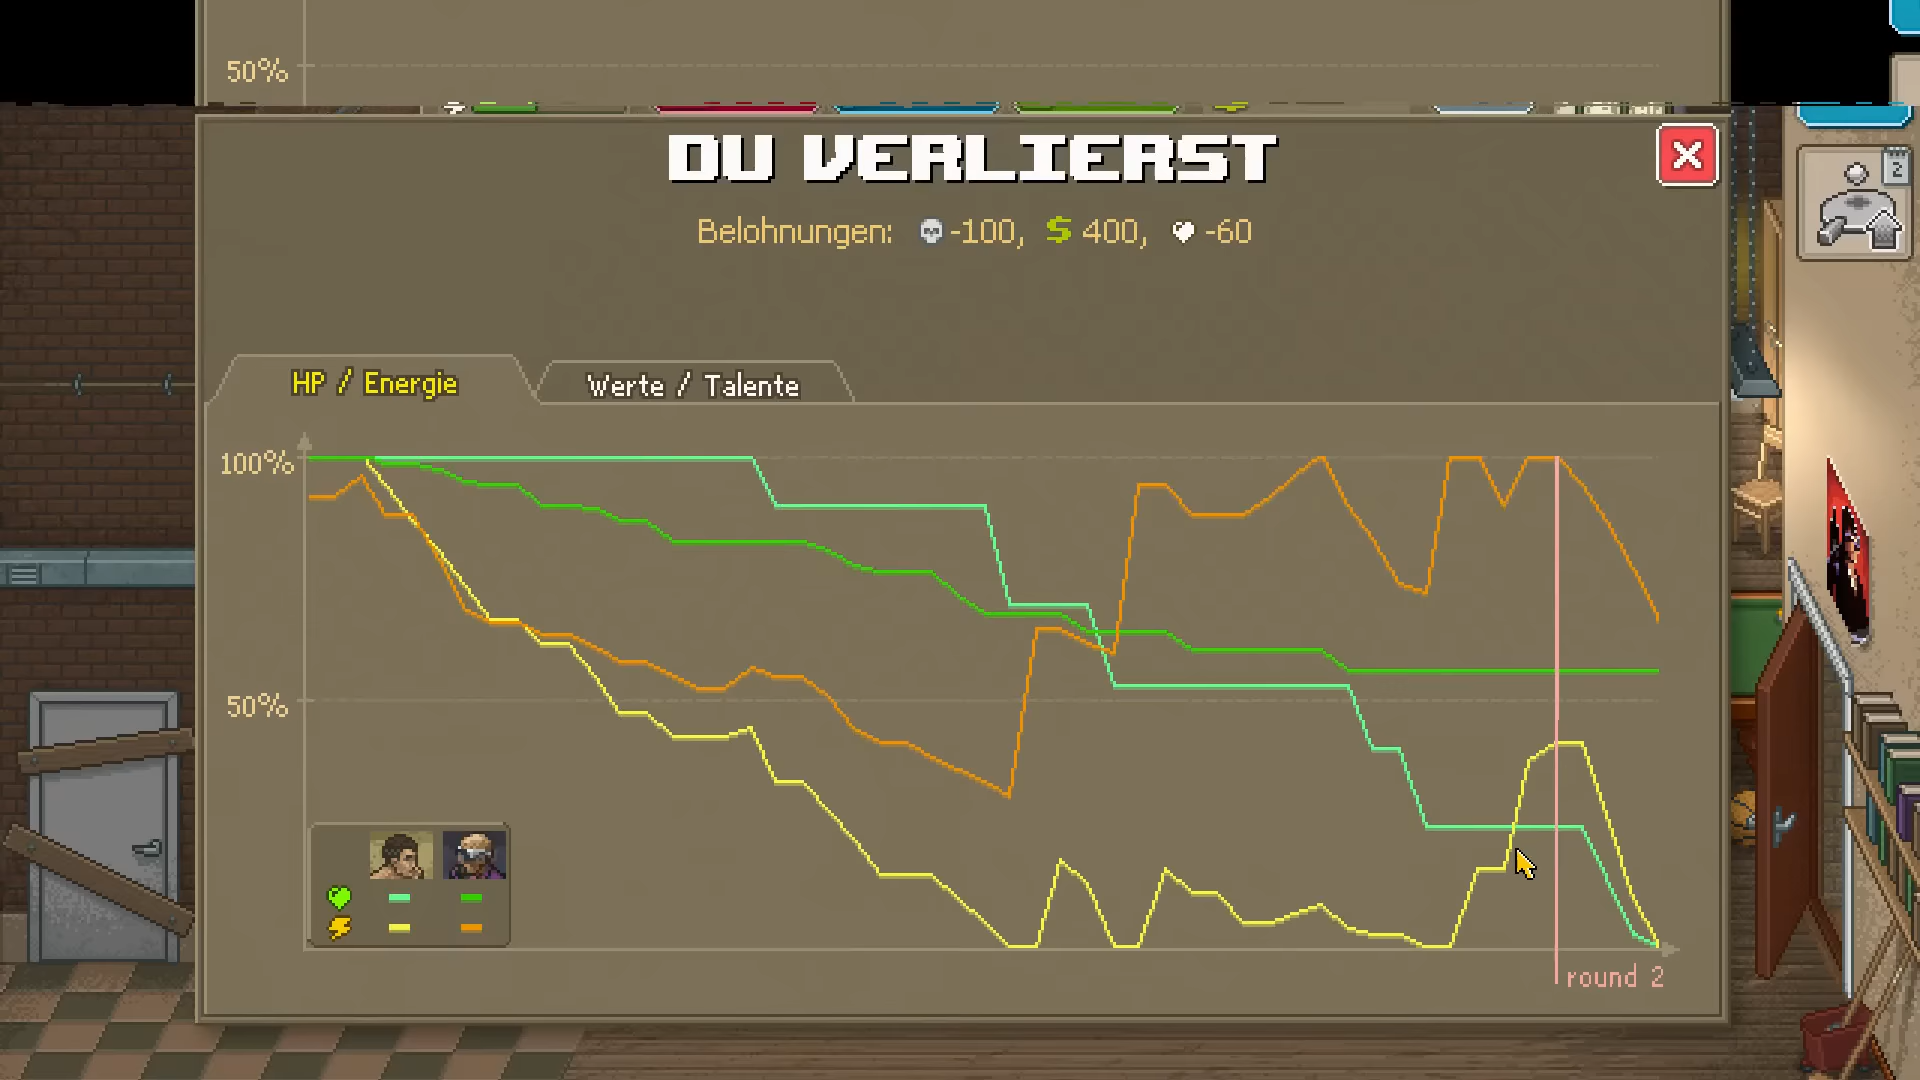 50%
DU VERLIERST
2
Belohnungen: -100, $ 400, -60
HP / Energie
Werte / Talente
100%
50%
round 2